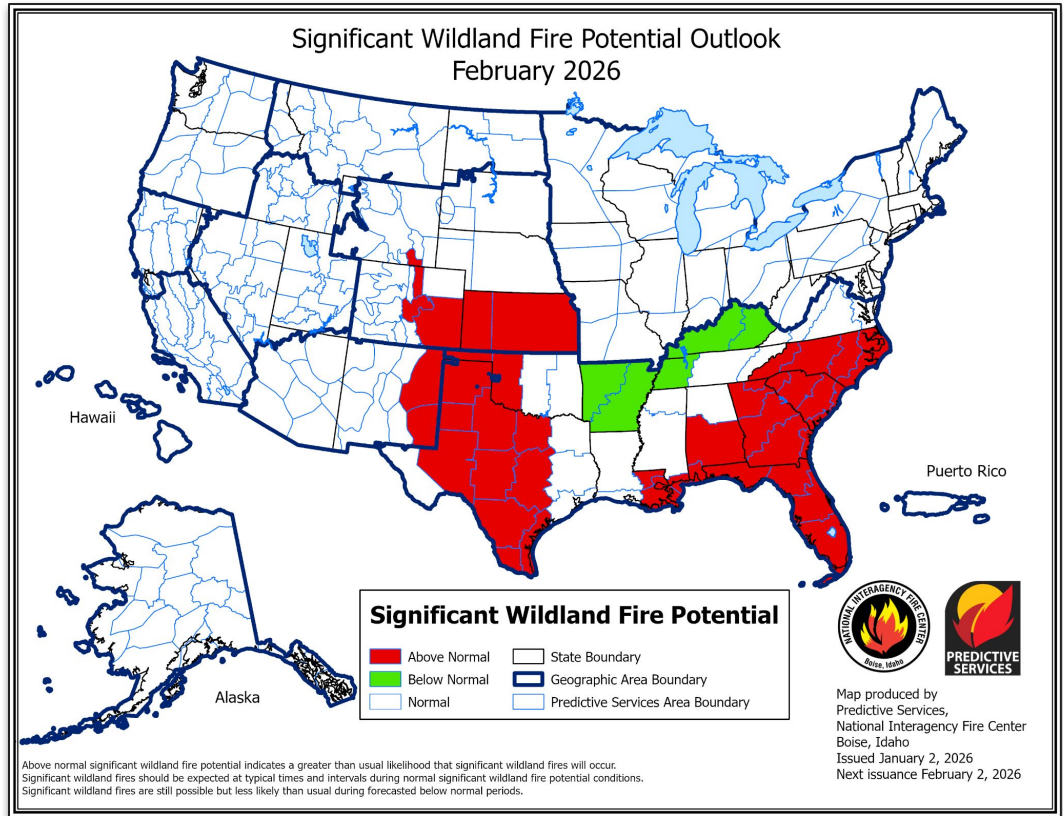 Significant Wildland Fire Potential Outlook
February 2026
Hawaii
Puerto Rico
Alaska
Significant Wildland Fire Potential
Above Normal
Below Normal
Normal
State Boundary
Geographic Area Boundary
Predictive Services Area Boundary
NATIONAL INTERAGENCY FIRE CENTER
Boise, Idaho
PREDICTIVE
SERVICES
Map produced by
Predictive Services,
National Interagency Fire Center
Boise, Idaho
Issued January 2, 2026
Next issuance February 2, 2026
Above normal significant wildland fire potential indicates a greater than usual likelihood that significant wildland fires will occur.
Significant wildland fires should be expected at typical times and intervals during normal significant wildland fire potential conditions.
Significant wildland fires are still possible but less likely than usual during forecasted below normal periods.